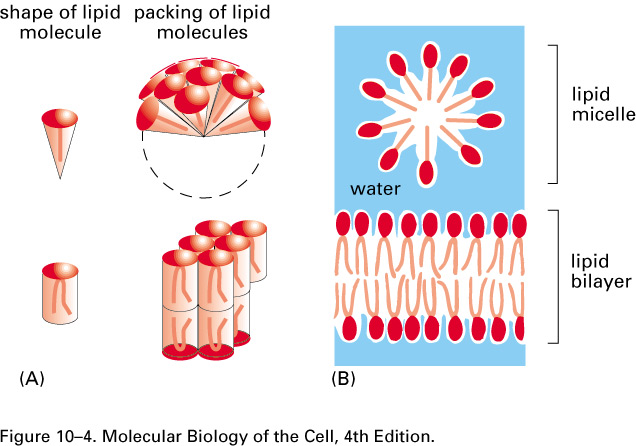 shape of lipid
molecule
packing of lipid
molecules
(A)
water
lipid
micelle
lipid
bilayer
(B)
Figure 10–4. Molecular Biology of the Cell, 4th Edition.